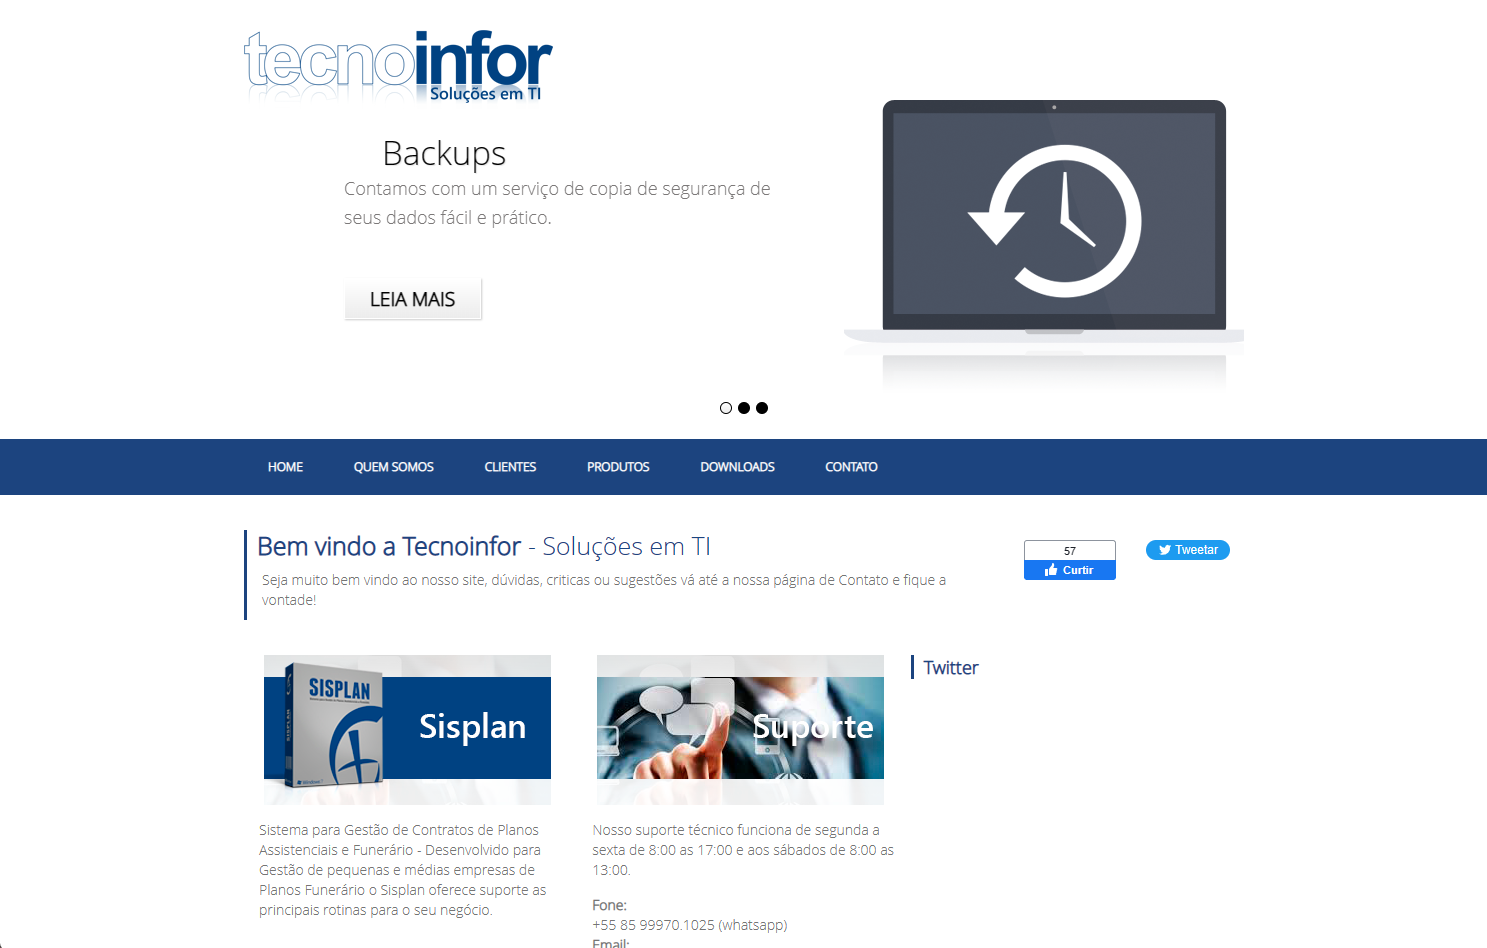 tecnoinfor
Soluções em TI
Backups
Contamos com um serviço de copia de segurança de
seus dados fácil e prático.
LEIA MAIS
HOME QUEM SOMOS CLIENTES PRODUTOS DOWNLOADS CONTATO
Bem vindo a Tecnoinfor - Soluções em TI
Seja muito bem vindo ao nosso site, dúvidas, criticas ou sugestões vá até a nossa página de Contato e fique a
vontade!
57
Curtir
Tweetar
SISPLAN
SISPLAN
Sisplan
Suporte
Twitter
Sistema para Gestão de Contratos de Planos
Assistenciais e Funerário - Desenvolvido para
Gestão de pequenas e médias empresas de
Planos Funerário o Sisplan oferece suporte as
principais rotinas para o seu negócio.
Nosso suporte técnico funciona de segunda a
sexta de 8:00 as 17:00 e aos sábados de 8:00 as
13:00.
Fone:
+55 85 99970.1025 (whatsapp)
Email: